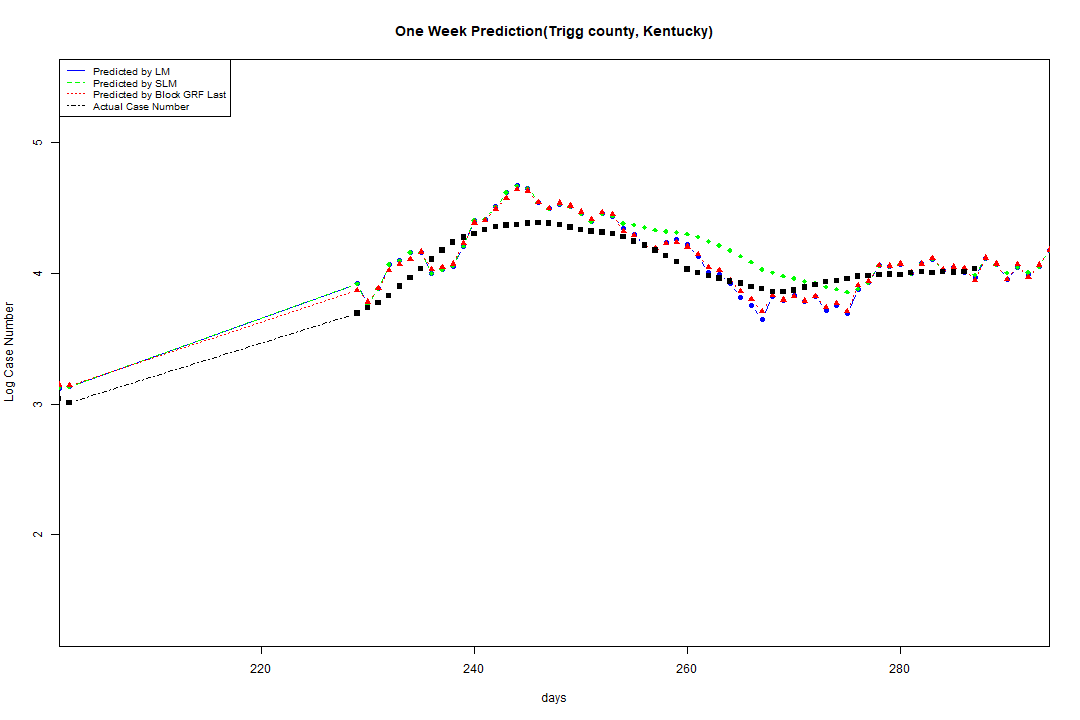 One Week Prediction(Trigg county, Kentucky)
Predicted by LM
Predicted by SLM
Predicted by Block GRF Last
Actual Case Number
5
4
3
2
Log Case Number
220
240
260
280
days